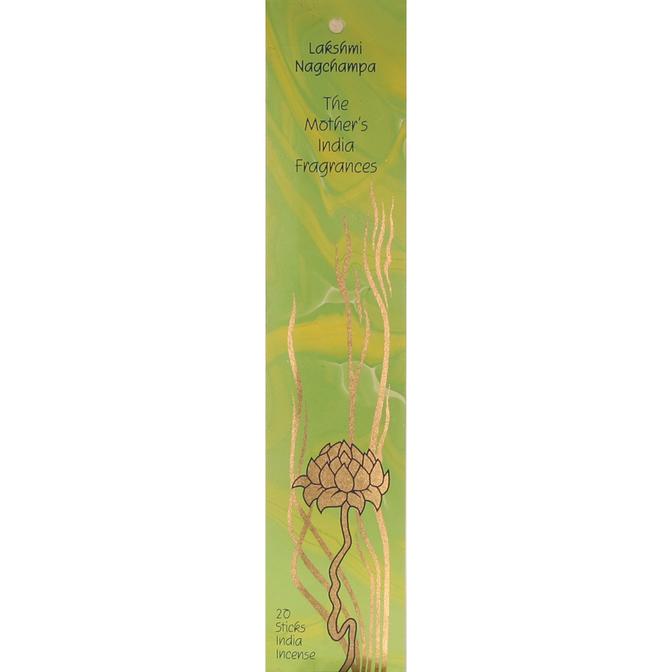 Lakshmi
Nagchampa
The
Mother's
India
Fragrances
20
Sticks
India
Incense